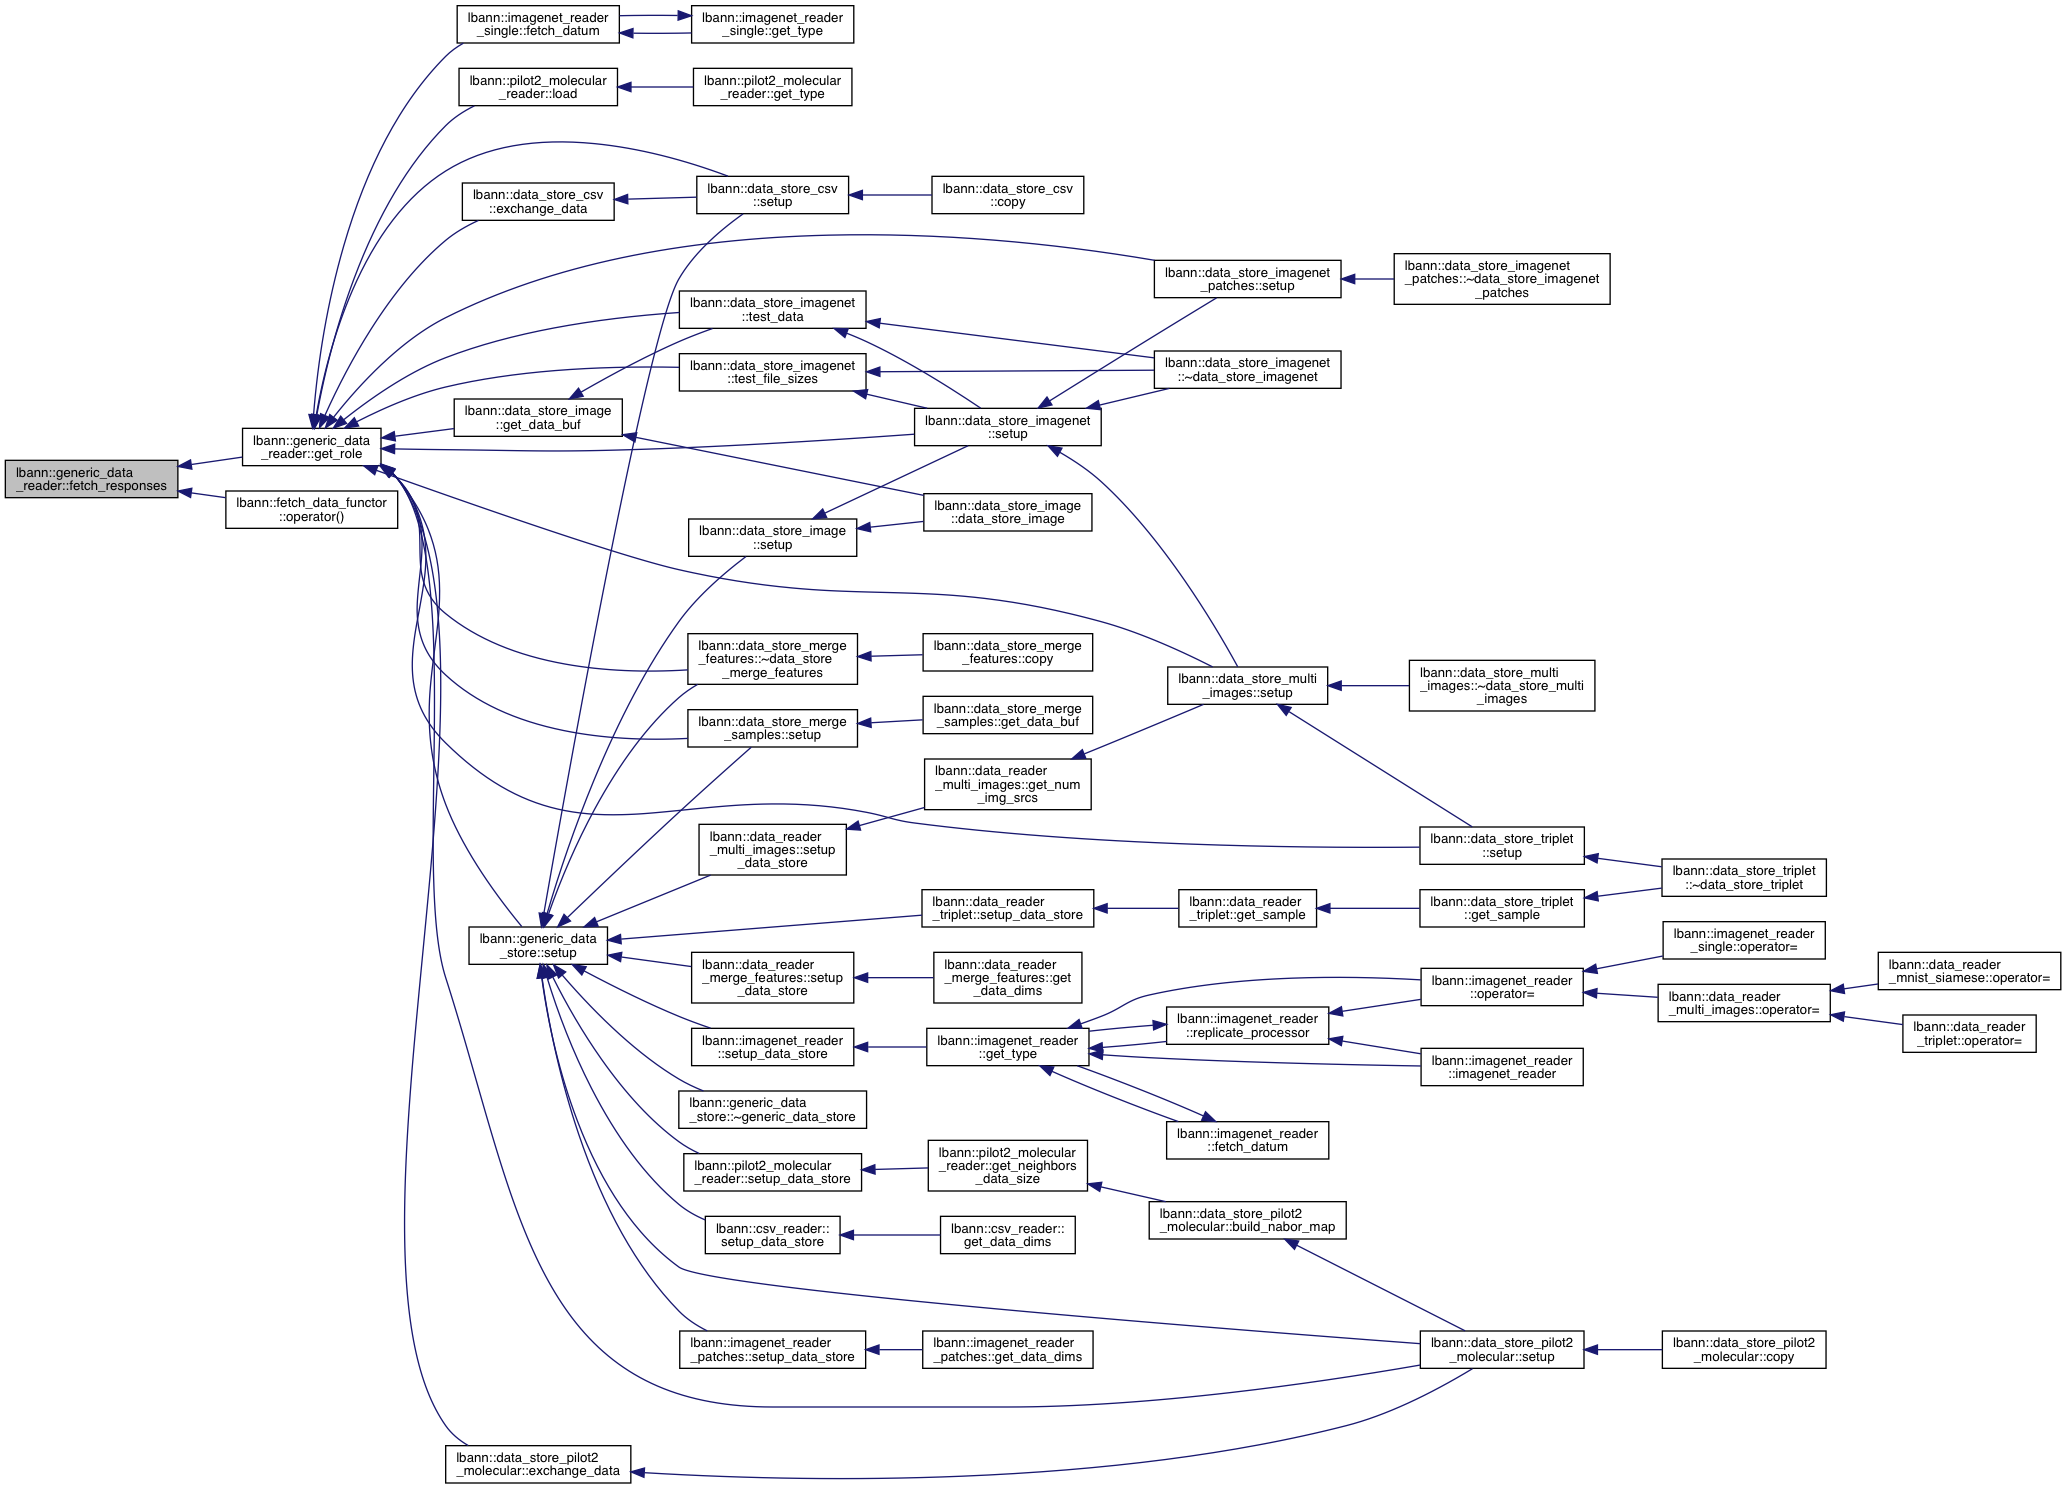 lbann::imagenet_reader
_single::fetch_datum
lbann::imagenet_reader
_single::get_type
lbann::pilot2_molecular
_reader::load
lbann::pilot2_molecular
_reader::get_type
lbann::data_store_csv
::exchange_data
lbann::data_store_csv
::setup
lbann::data_store_csv
::copy
lbann::data_store_imagenet
_patches::setup
lbann::data_store_imagenet
_patches::~data_store_imagenet
_patches
lbann::data_store_imagenet
::test_data
lbann::data_store_imagenet
::test_file_sizes
lbann::data_store_imagenet
::~data_store_imagenet
lbann::data_store_image
::get_data_buf
lbann::data_store_imagenet
::setup
lbann::generic_data
_reader::get_role
lbann::generic_data
_reader::fetch_responses
lbann::fetch_data_functor
::operator()
lbann::data_store_image
::setup
lbann::data_store_image
::data_store_image
lbann::data_store_merge
_features::~data_store
_merge_features
lbann::data_store_merge
_features::copy
lbann::data_store_multi
_images::setup
lbann::data_store_multi
_images::~data_store_multi
_images
lbann::data_store_merge
_samples::setup
lbann::data_store_merge
_samples::get_data_buf
lbann::data_reader
_multi_images::get_num
_img_srcs
lbann::data_reader
_multi_images::setup
_data_store
lbann::data_store_triplet
::setup
lbann::data_store_triplet
::~data_store_triplet
lbann::data_reader
_triplet::setup_data_store
lbann::data_reader
_triplet::get_sample
lbann::data_store_triplet
::get_sample
lbann::generic_data
_store::setup
lbann::imagenet_reader
_single::operator=
lbann::data_reader
_merge_features::setup
_data_store
lbann::data_reader
_merge_features::get
_data_dims
lbann::imagenet_reader
::operator=
lbann::data_reader
_multi_images::operator=
lbann::data_reader
_mnist_siamese::operator=
lbann::data_reader
_triplet::operator=
lbann::imagenet_reader
::setup_data_store
lbann::imagenet_reader
::get_type
lbann::imagenet_reader
::replicate_processor
lbann::imagenet_reader
::imagenet_reader
lbann::generic_data
_store::~generic_data_store
lbann::imagenet_reader
::fetch_datum
lbann::pilot2_molecular
_reader::setup_data_store
lbann::pilot2_molecular
_reader::get_neighbors
_data_size
lbann::data_store_pilot2
_molecular::build_nabor_map
lbann::csv_reader::
setup_data_store
lbann::csv_reader::
get_data_dims
lbann::imagenet_reader
_patches::setup_data_store
lbann::imagenet_reader
_patches::get_data_dims
lbann::data_store_pilot2
_molecular::setup
lbann::data_store_pilot2
_molecular::copy
lbann::data_store_pilot2
_molecular::exchange_data